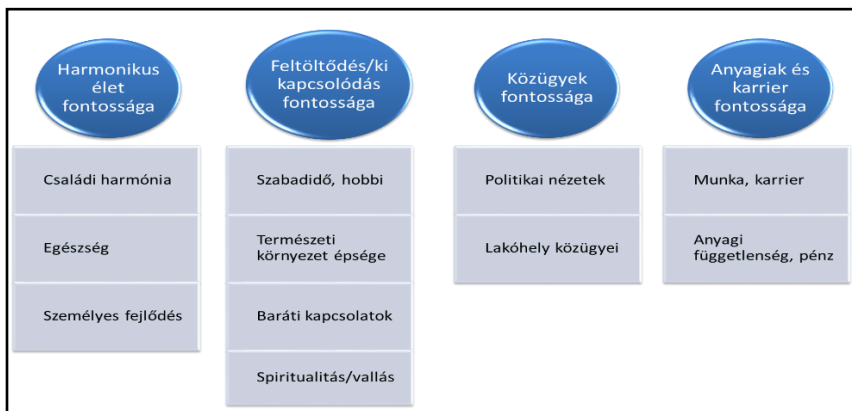 Harmonikus
élet
fontossága
Családi harmónia
Egészség
Személyes fejlődés
Feltöltődés/ki
kapcsolódás
fontossága
Szabadidő, hobbi
Természeti
környezet épsége
Baráti kapcsolatok
Spiritualitás/vallás
Közügyek
fontossága
Politikai nézetek
Lakóhely közügyei
Anyagiak és
karrier
fontossága
Munka, karrier
Anyagi
függetlenség, pénz